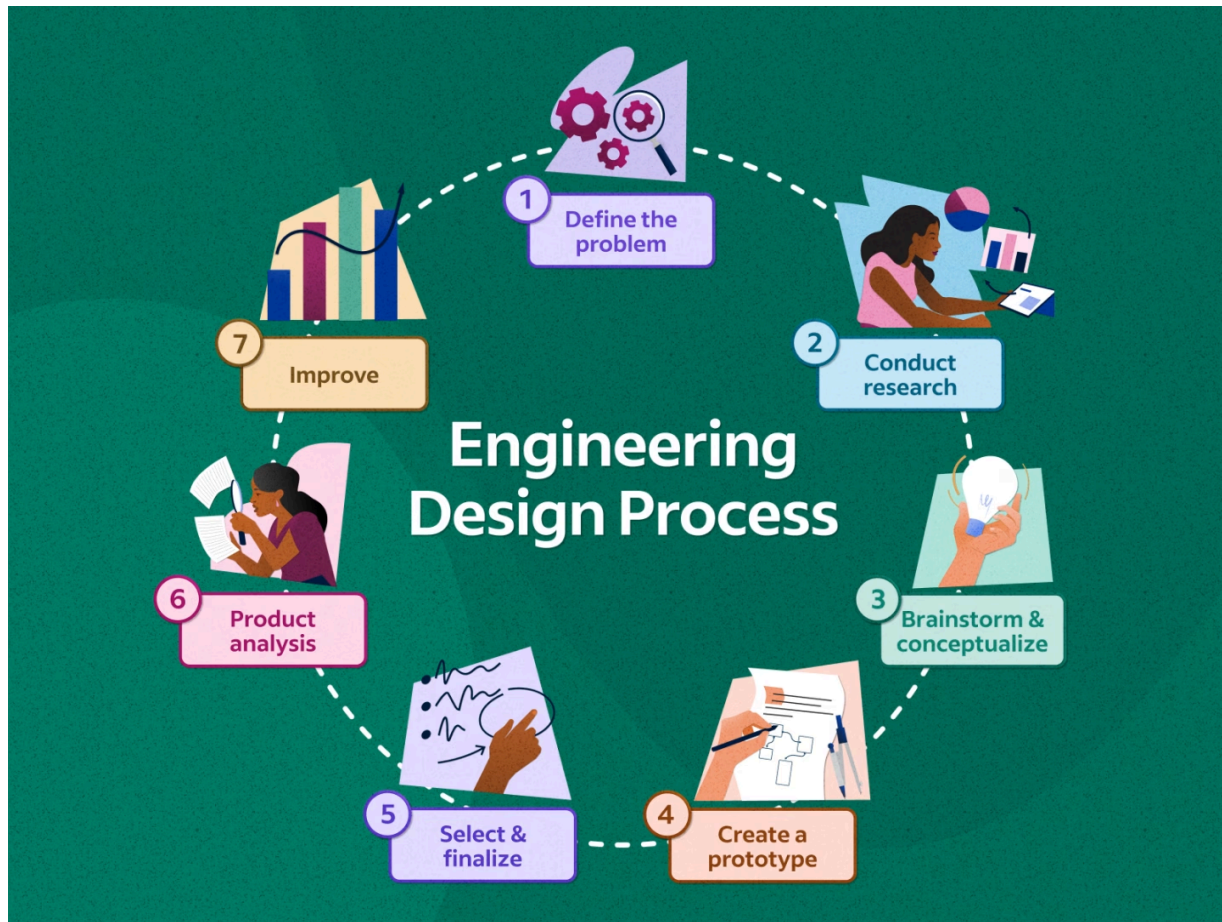 Engineering
Design Process
1
Define the
problem
2
Conduct
research
3
Brainstorm &
conceptualize
4
Create a
prototype
5
Select &
finalize
6
Product
analysis
7
Improve